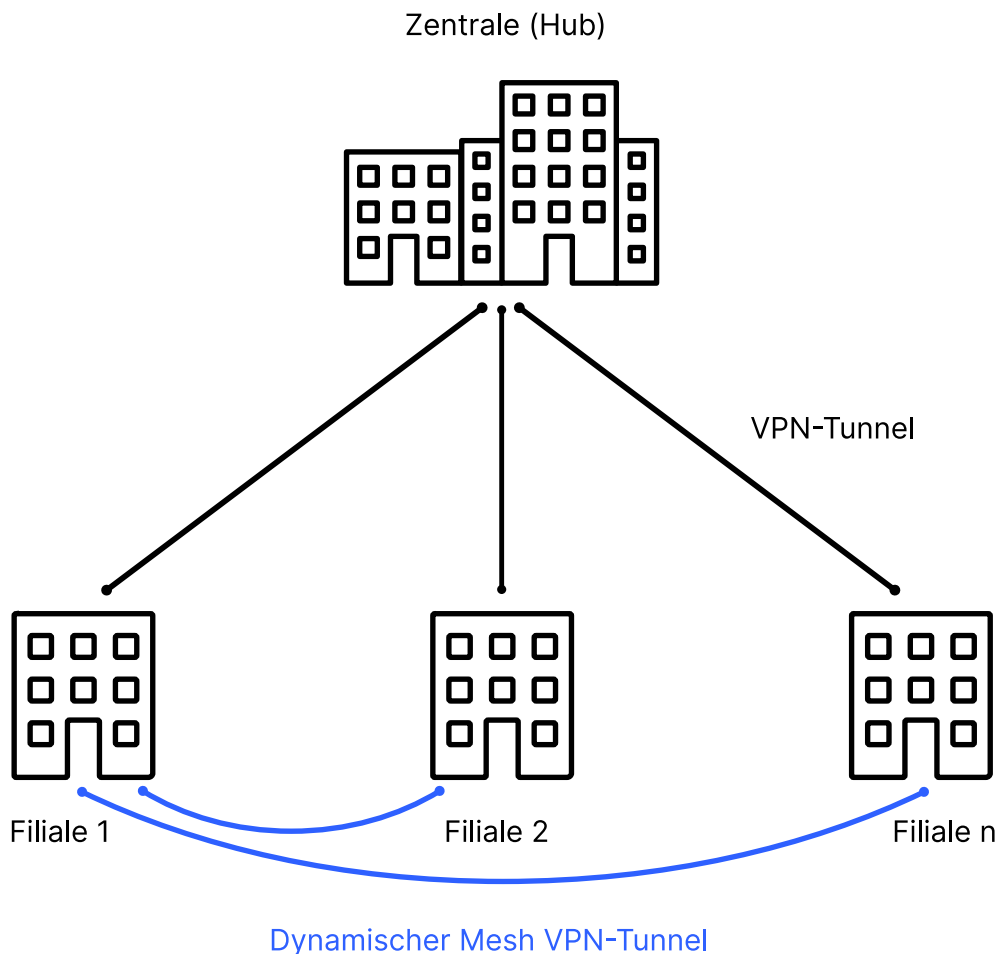 Zentrale (Hub)
VPN-Tunnel
Filiale 1
Filiale 2
Filiale n
Dynamischer Mesh VPN-Tunnel